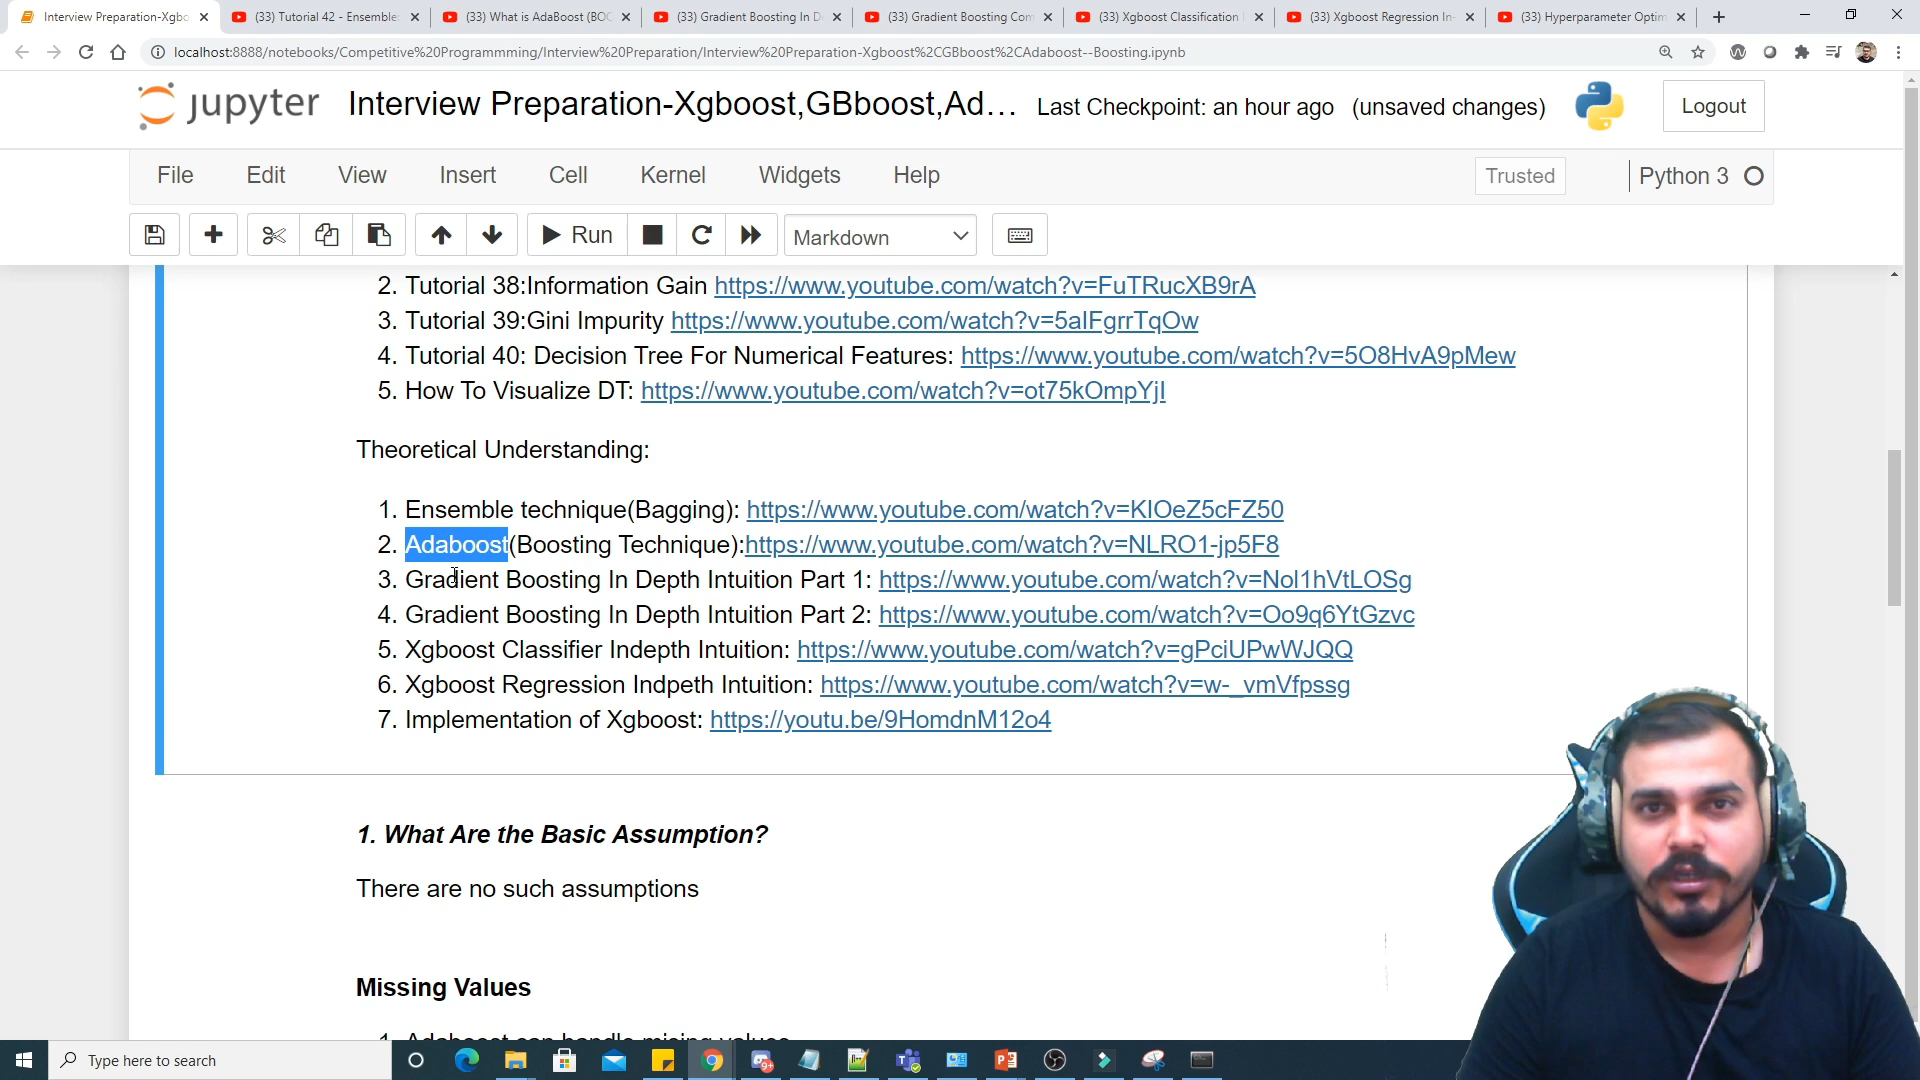 Interview Preparation-Xgbo
(33) Tutorial 42 - Ensemble:
(33) What is AdaBoost (BOO
(33) Gradient Boosting In D
(33) Gradient Boosting Com
(33) Xgboost Classification
(33) Xgboost Regression In-
(33) Hyperparameter Optim
localhost:8888/notebooks/Competitive%20Programmming/Interview%20Preparation/Interview%20Preparation-Xgboost%2CGBboost%2CAdaboost--Boosting.ipynb
jupyter Interview Preparation-Xgboost,GBboost,Ad... Last Checkpoint: an hour ago (unsaved changes) Logout
File Edit View Insert Cell Kernel Widgets Help Trusted Python 3
Run Markdown
2. Tutorial 38:Information Gain https://www.youtube.com/watch?v=FuTRucXB9rA
3. Tutorial 39:Gini Impurity https://www.youtube.com/watch?v=5aIFgrrTqOw
4. Tutorial 40: Decision Tree For Numerical Features: https://www.youtube.com/watch?v=5O8HvA9pMew
5. How To Visualize DT: https://www.youtube.com/watch?v=ot75kOmpYjI
Theoretical Understanding:
1. Ensemble technique(Bagging): https://www.youtube.com/watch?v=KIOeZ5cFZ50
2. Adaboost(Boosting Technique):https://www.youtube.com/watch?v=NLRO1-jp5F8
3. Gradient Boosting In Depth Intuition Part 1: https://www.youtube.com/watch?v=Nol1hVtLOSg
4. Gradient Boosting In Depth Intuition Part 2: https://www.youtube.com/watch?v=Oo9q6YtGzvc
5. Xgboost Classifier Indepth Intuition: https://www.youtube.com/watch?v=gPciUPwWJQQ
6. Xgboost Regression Indpeth Intuition: https://www.youtube.com/watch?v=w-_vmVfpssg
7. Implementation of Xgboost: https://youtu.be/9HomdnM12o4
1. What Are the Basic Assumption?
There are no such assumptions
Missing Values
1. Adaboost can handle mising values
Type here to search